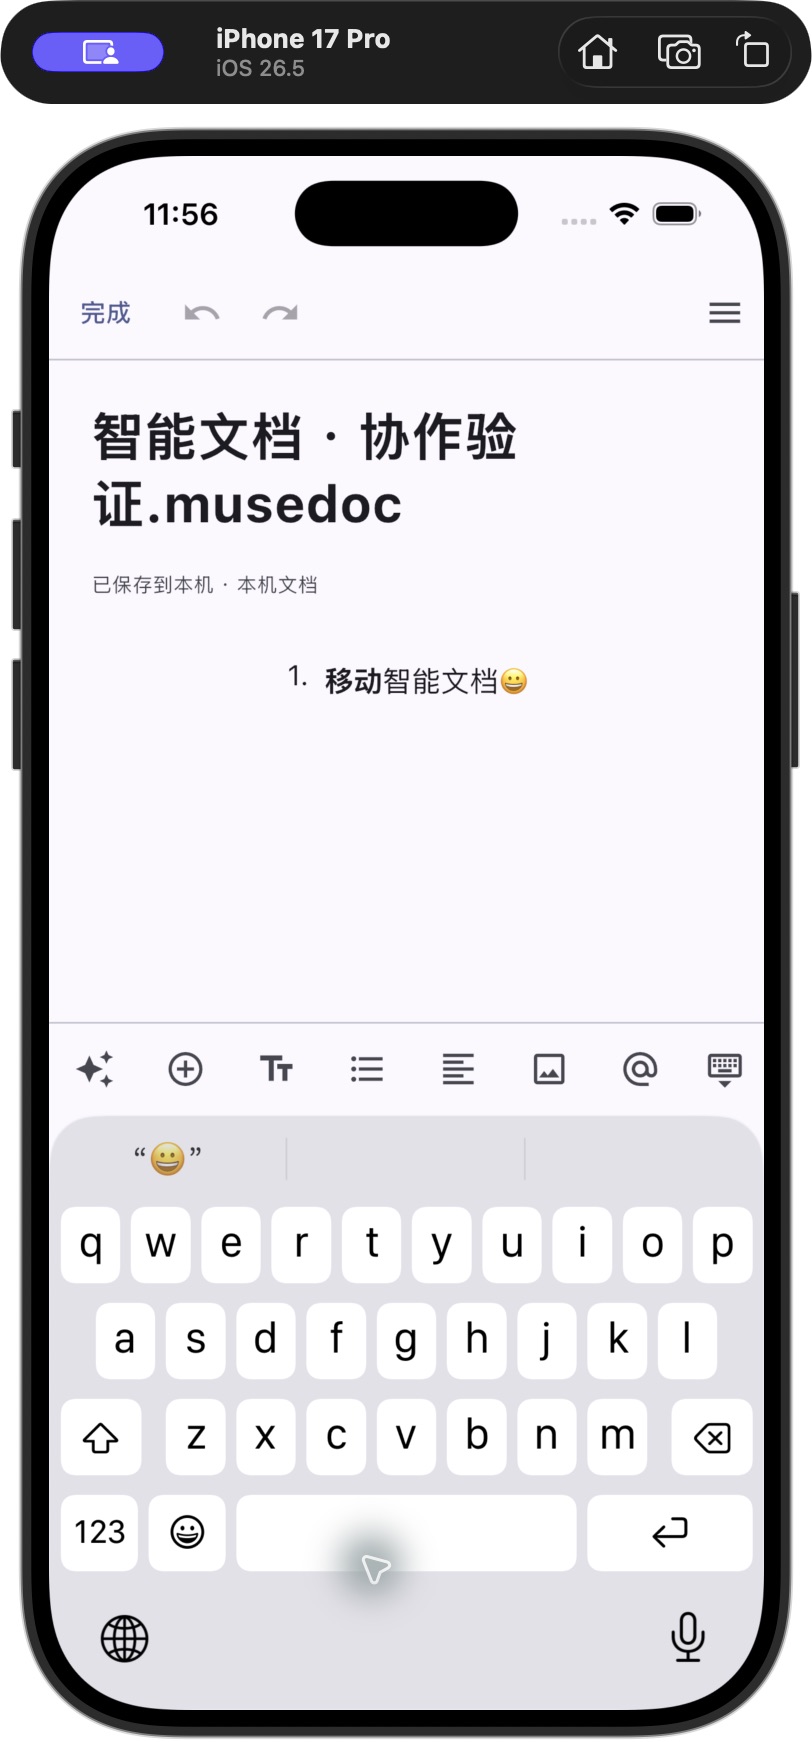 iPhone 17 Pro
iOS 26.5
11:56
完成
智能文档 · 协作验
证.musedoc
已保存到本机 · 本机文档
1. 移动智能文档😀
“😀”
q w e r t y u i o p
a s d f g h j k l
z x c v b n m
123